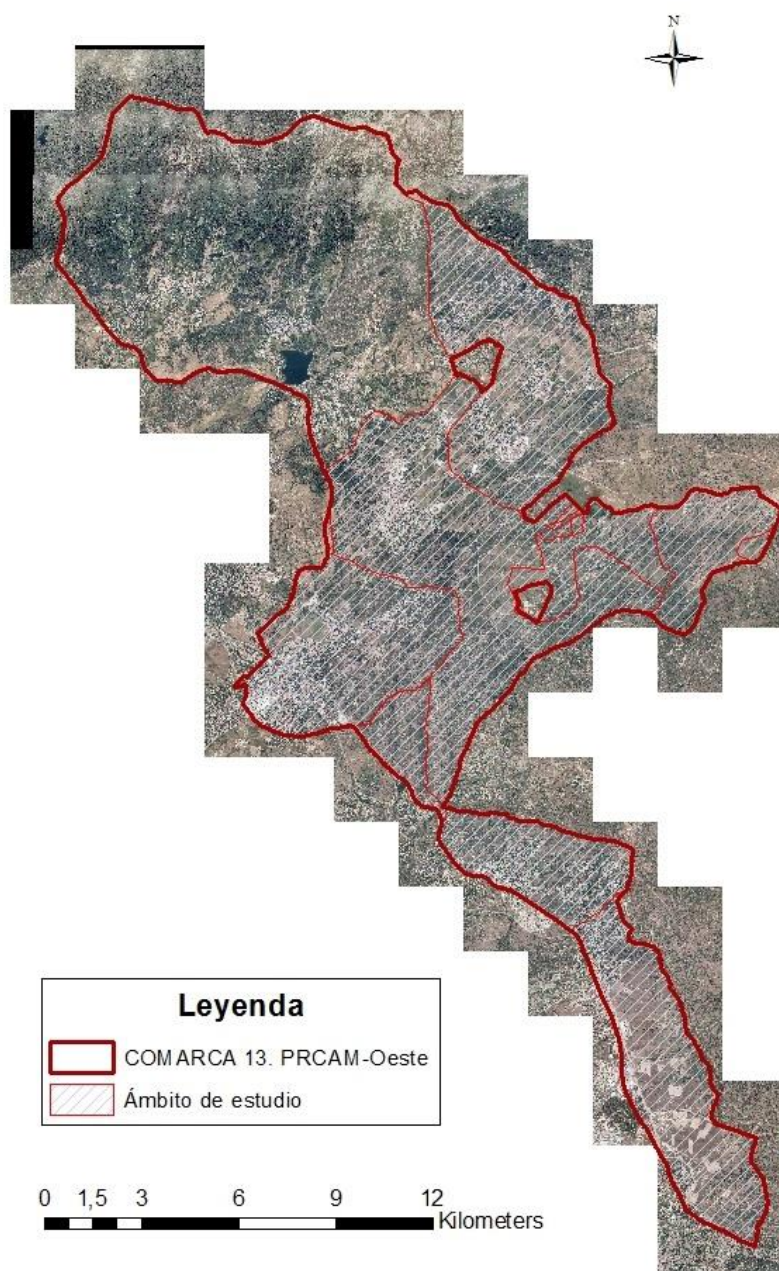 N
Leyenda
COMARCA 13. PRCAM-Oeste
Ámbito de estudio
0 1,5 3 6 9 12
Kilometers